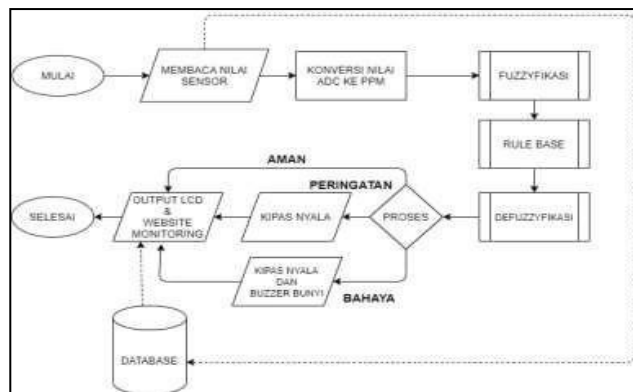 MULAI
MEMBACA NILAI
SENSOR
KONVERSI NILAI
ADC KE PPM
FUZZYFIKASI
RULE BASE
DEFUZZYFIKASI
PROSES
AMAN
PERINGATAN
KIPAS NYALA
BAHAYA
KIPAS NYALA
DAN
BUZZER BUNYI
OUTPUT LCD
&
WEBSITE
MONITORING
SELESAI
DATABASE